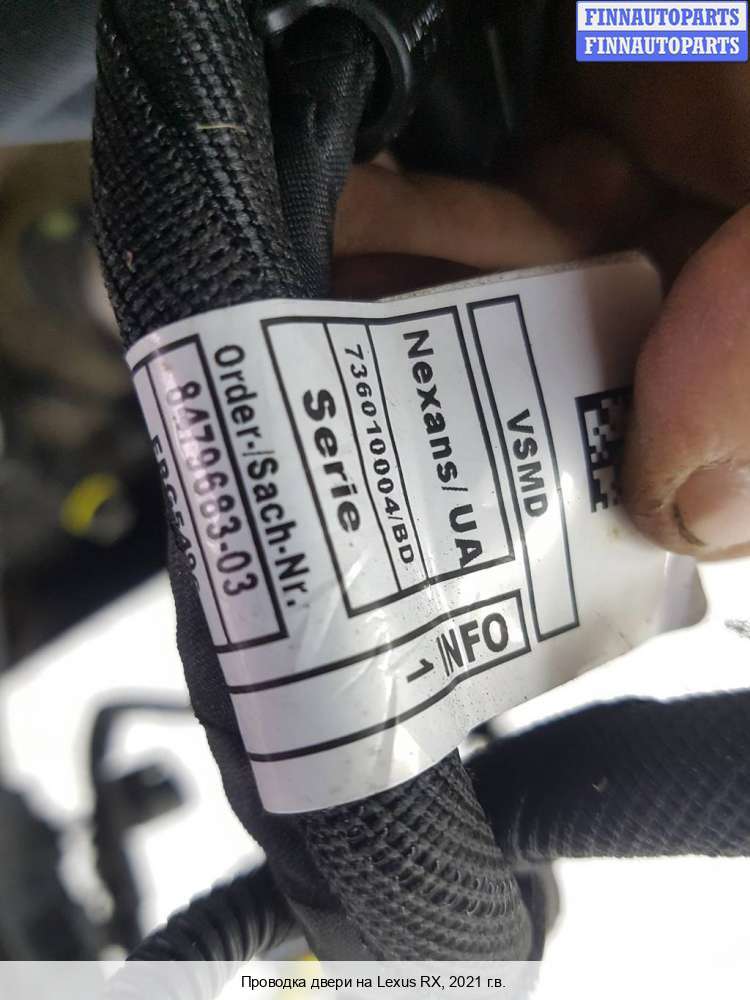 FINNAUTOPARTS
FINNAUTOPARTS
VSMD
Nexans/ UA
736010004/BD
Serie
INFO
1
Order-/Sach-Nr.
8479683-03
Проводка двери на Lexus RX, 2021 г.в.